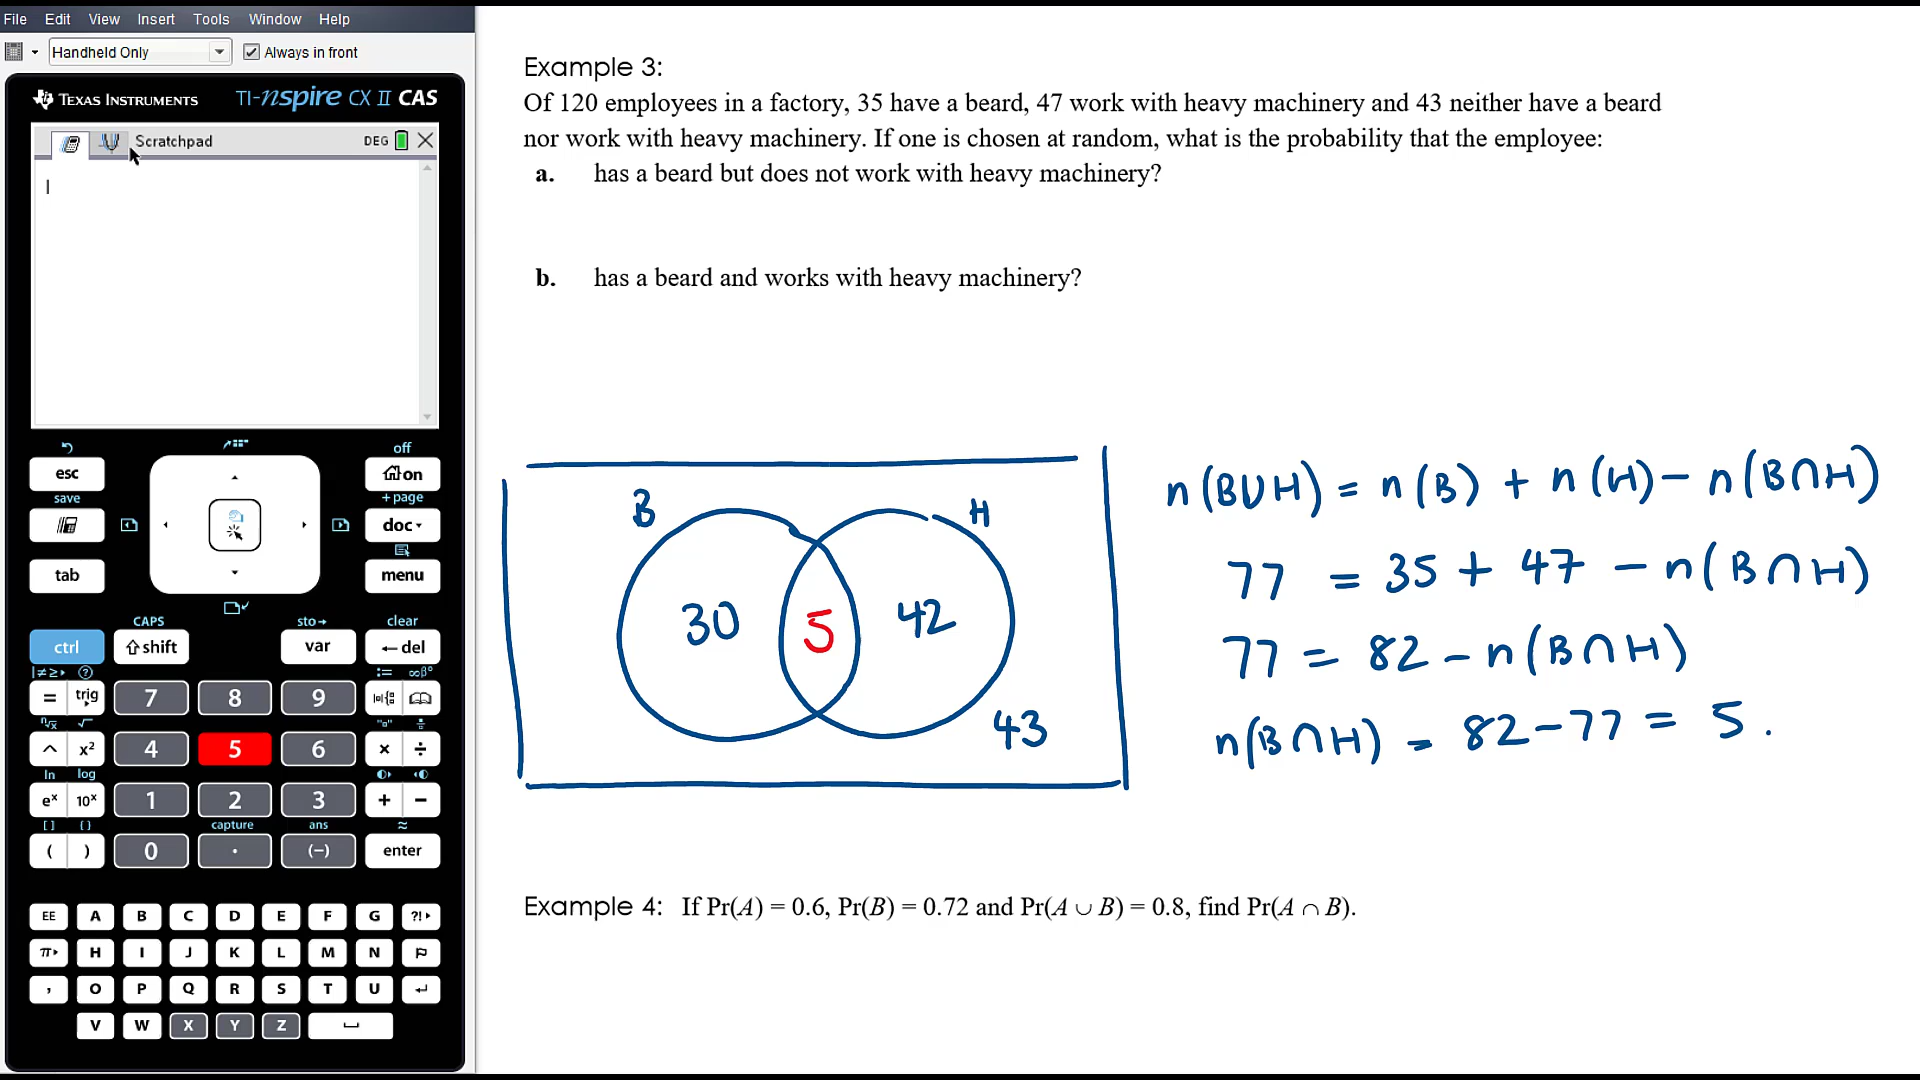 File Edit View Insert Tools Window Help
Handheld Only Always in front
TEXAS INSTRUMENTS TI-nspire CX II CAS
Scratchpad DEG
esc off on
save + page
doc
tab menu
CAPS sto→ clear
ctrl ⇧shift var ←del
|≠≥▸ ? := ∞β°
= trig 7 8 9
ⁿ√x √
^ x² 4 5 6 × ÷
ln log
eˣ 10ˣ 1 2 3 + −
[ ] { } capture ans ≈
( ) 0 . (−) enter
EE A B C D E F G ?!▸
π▸ H I J K L M N
, O P Q R S T U ↵
V W X Y Z
Example 3:
Of 120 employees in a factory, 35 have a beard, 47 work with heavy machinery and 43 neither have a beard
nor work with heavy machinery. If one is chosen at random, what is the probability that the employee:
a. has a beard but does not work with heavy machinery?
b. has a beard and works with heavy machinery?
B H
30 5 42
43
n(B∪H) = n(B) + n(H) − n(B∩H)
77 = 35 + 47 − n(B∩H)
77 = 82 − n(B∩H)
n(B∩H) = 82 − 77 = 5.
Example 4: If Pr(A) = 0.6, Pr(B) = 0.72 and Pr(A ∪ B) = 0.8, find Pr(A ∩ B).